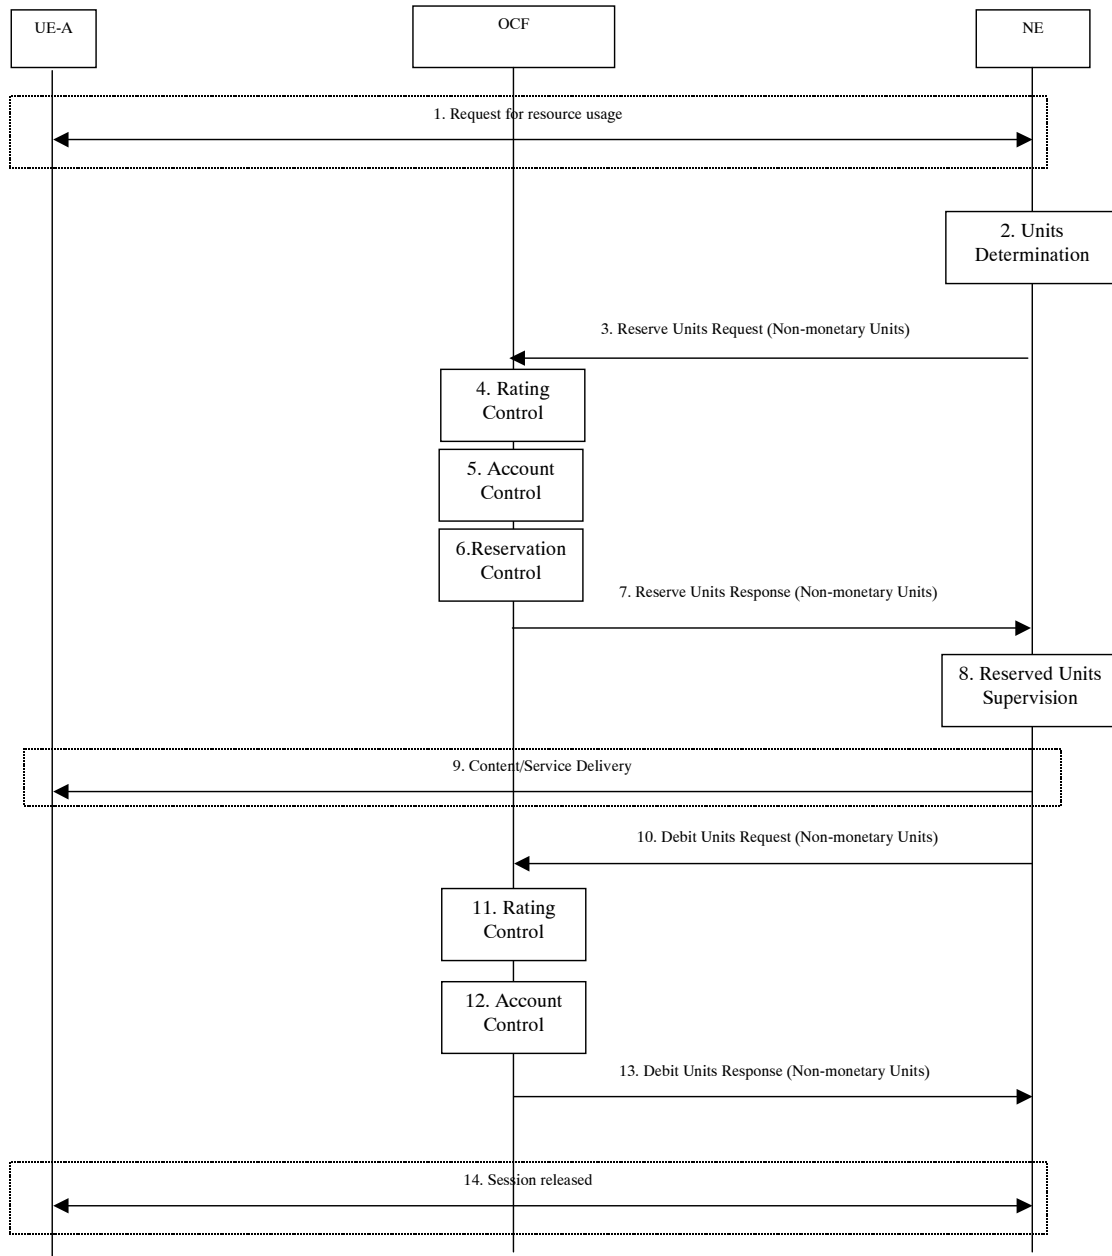 UE-A
OCF
NE
1. Request for resource usage
2. Units
Determination
3. Reserve Units Request (Non-monetary Units)
4. Rating
Control
5. Account
Control
6.Reservation
Control
7. Reserve Units Response (Non-monetary Units)
8. Reserved Units
Supervision
9. Content/Service Delivery
10. Debit Units Request (Non-monetary Units)
11. Rating
Control
12. Account
Control
13. Debit Units Response (Non-monetary Units)
14. Session released